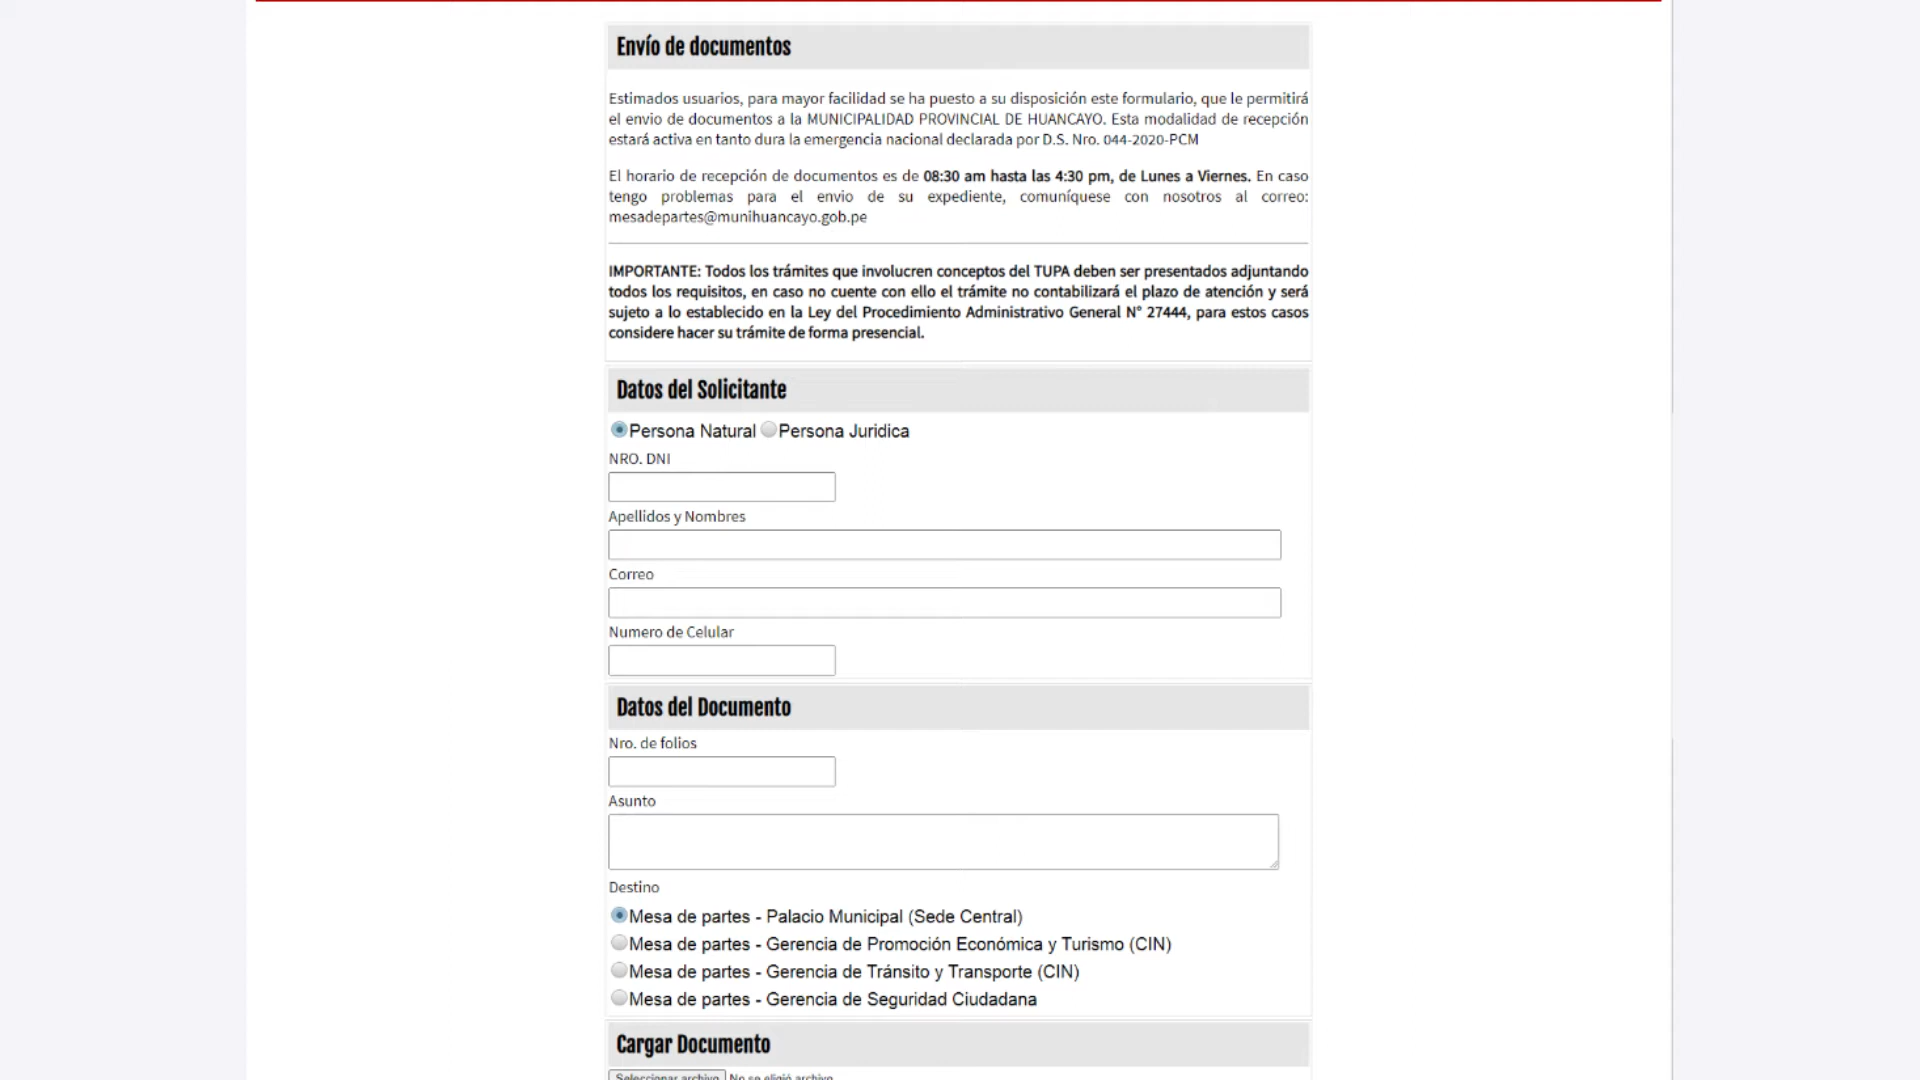 Envío de documentos
Estimados usuarios, para mayor facilidad se ha puesto a su disposición este formulario, que le permitirá
el envio de documentos a la MUNICIPALIDAD PROVINCIAL DE HUANCAYO. Esta modalidad de recepción
estará activa en tanto dura la emergencia nacional declarada por D.S. Nro. 044-2020-PCM
El horario de recepción de documentos es de 08:30 am hasta las 4:30 pm, de Lunes a Viernes. En caso
tengo problemas para el envio de su expediente, comuníquese con nosotros al correo:
mesadepartes@munihuancayo.gob.pe
IMPORTANTE: Todos los trámites que involucren conceptos del TUPA deben ser presentados adjuntando
todos los requisitos, en caso no cuente con ello el trámite no contabilizará el plazo de atención y será
sujeto a lo establecido en la Ley del Procedimiento Administrativo General N° 27444, para estos casos
considere hacer su trámite de forma presencial.
Datos del Solicitante
Persona Natural Persona Juridica
NRO. DNI
Apellidos y Nombres
Correo
Numero de Celular
Datos del Documento
Nro. de folios
Asunto
Destino
Mesa de partes - Palacio Municipal (Sede Central)
Mesa de partes - Gerencia de Promoción Económica y Turismo (CIN)
Mesa de partes - Gerencia de Tránsito y Transporte (CIN)
Mesa de partes - Gerencia de Seguridad Ciudadana
Cargar Documento
Seleccionar archivo No se eligió archivo